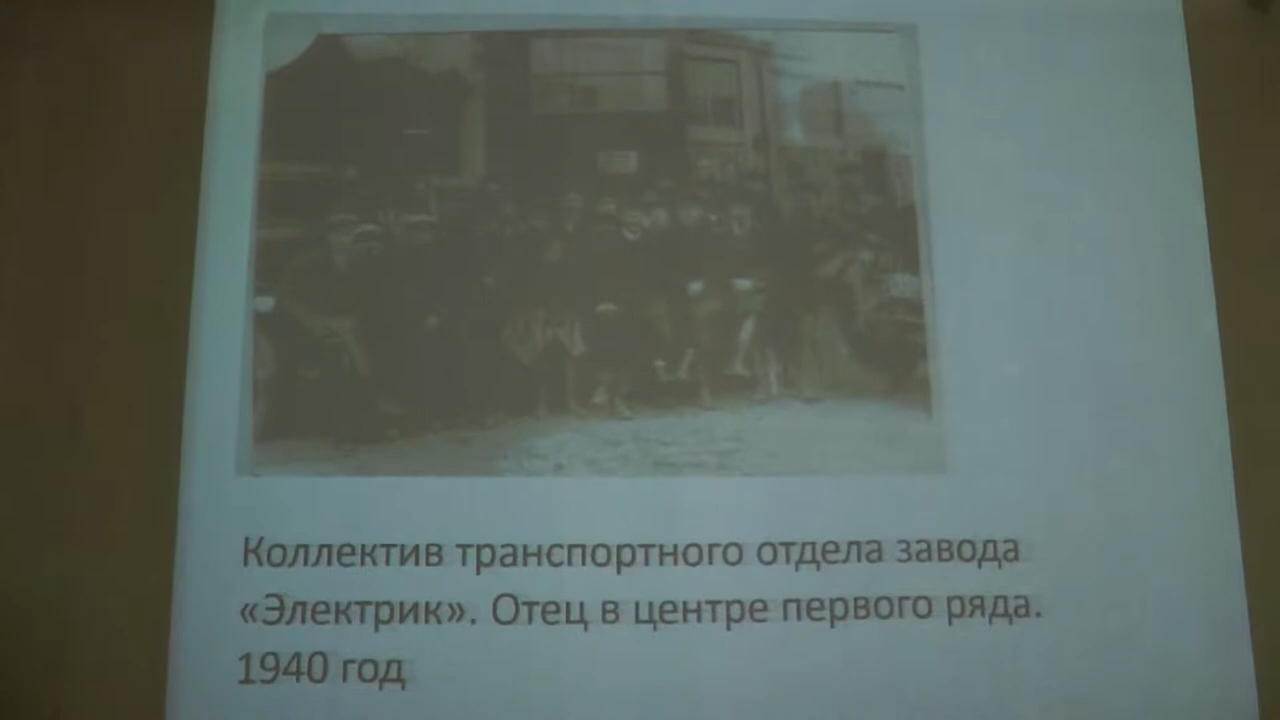 Коллектив транспортного отдела завода
«Электрик». Отец в центре первого ряда.
1940 год